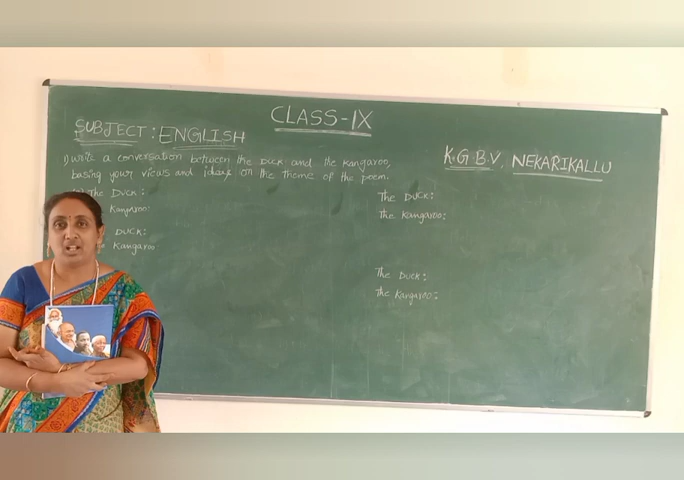 CLASS-IX
SUBJECT : ENGLISH
K.G.B.V, NEKARIKALLU
1) Write a conversation between the Duck and the Kangaroo,
basing your views and ideas on the theme of the poem.
The Duck :
Kangaroo:
Duck:
Kangaroo
The Duck:
The Kangaroo:
The Duck:
the Kangaroo: